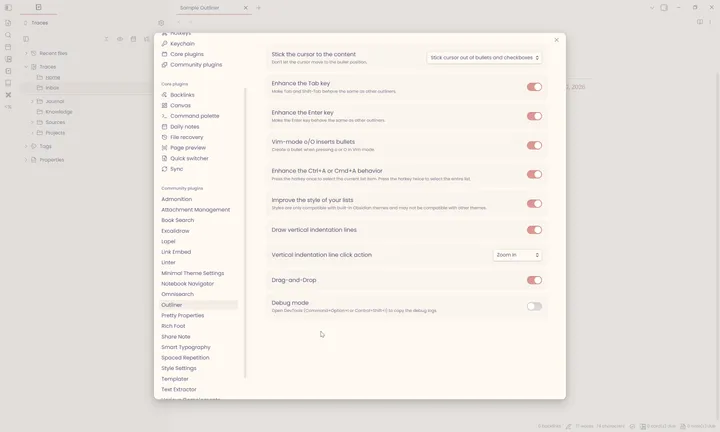 Sample Outliner
Traces
Recent files
Traces
Home
Inbox
Journal
Knowledge
Sources
Projects
Tags
Properties
Hotkeys
Keychain
Core plugins
Community plugins
Core plugins
Backlinks
Canvas
Command palette
Daily notes
File recovery
Page preview
Quick switcher
Sync
Community plugins
Admonition
Attachment Management
Book Search
Excalidraw
Lapel
Link Embed
Linter
Minimal Theme Settings
Notebook Navigator
Omnisearch
Outliner
Pretty Properties
Rich Foot
Share Note
Smart Typography
Spaced Repetition
Style Settings
Templater
Text Extractor
Stick the cursor to the content
Don't let the cursor move to the bullet position.
Stick cursor out of bullets and checkboxes
Enhance the Tab key
Make Tab and Shift-Tab behave the same as other outliners.
Enhance the Enter key
Make the Enter key behave the same as other outliners.
Vim-mode o/O inserts bullets
Create a bullet when pressing o or O in Vim mode.
Enhance the Ctrl+A or Cmd+A behavior
Press the hotkey once to select the current list item. Press the hotkey twice to select the entire list.
Improve the style of your lists
Styles are only compatible with built-in Obsidian themes and may not be compatible with other themes.
Draw vertical indentation lines
Vertical indentation line click action
Zoom in
Drag-and-Drop
Debug mode
Open DevTools (Command+Option+I or Control+Shift+I) to copy the debug logs.
2026